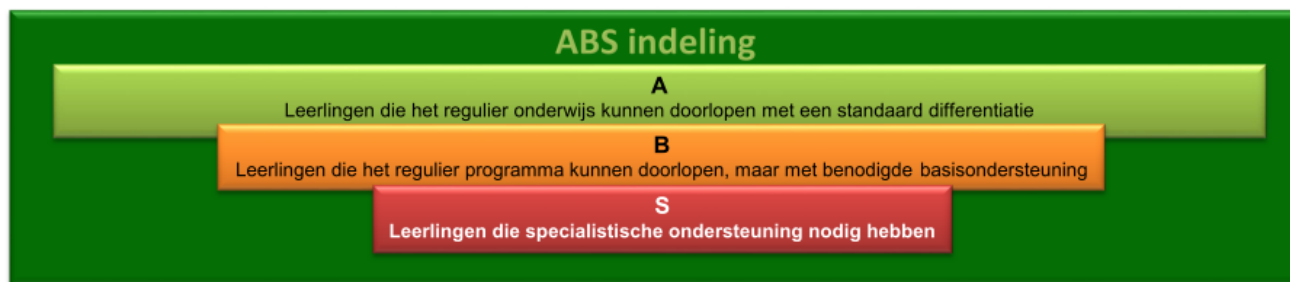 ABS indeling
A
Leerlingen die het regulier onderwijs kunnen doorlopen met een standaard differentiatie
B
Leerlingen die het regulier programma kunnen doorlopen, maar met benodigde basisondersteuning
S
Leerlingen die specialistische ondersteuning nodig hebben